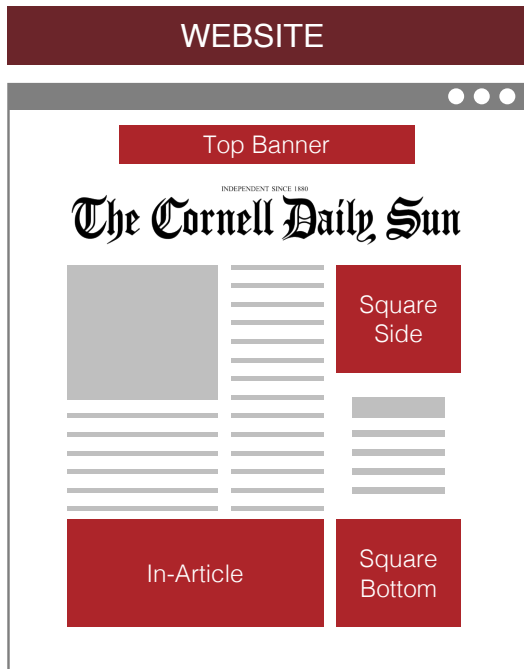 WEBSITE
Top Banner
INDEPENDENT SINCE 1880
The Cornell Daily Sun
Square
Side
In-Article
Square
Bottom